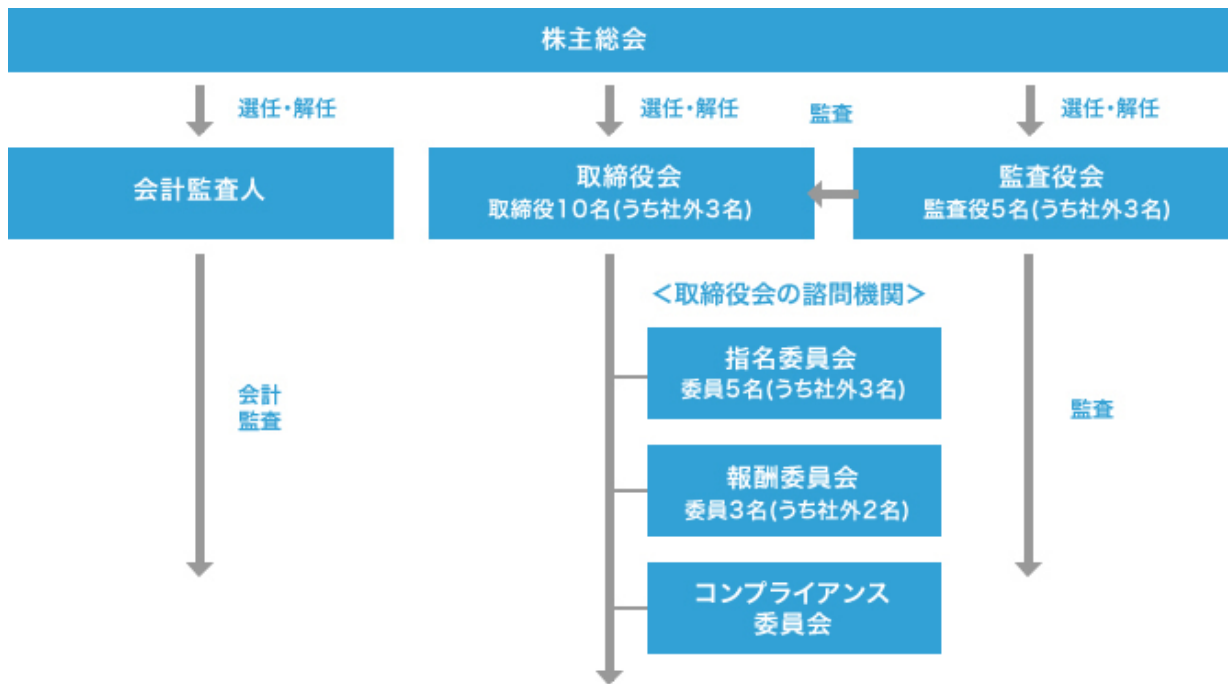 株主総会
選任・解任
選任・解任
監査
選任・解任
会計監査人
取締役会
取締役10名(うち社外3名)
監査役会
監査役5名(うち社外3名)
＜取締役会の諮問機関＞
指名委員会
委員5名(うち社外3名)
会計
監査
監査
報酬委員会
委員3名(うち社外2名)
コンプライアンス
委員会